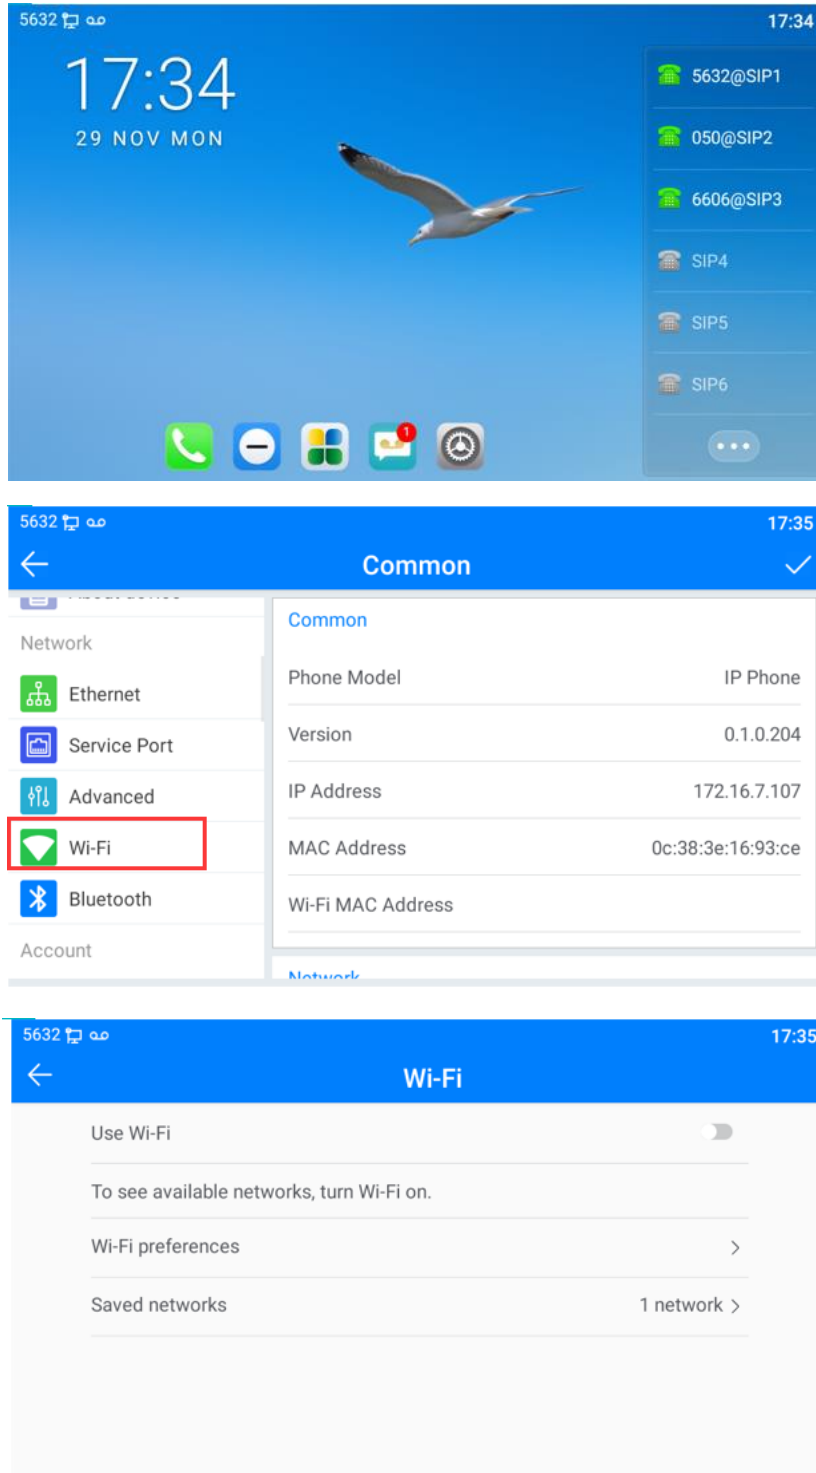 5632 17:34
17:34
29 NOV MON
5632@SIP1
050@SIP2
6606@SIP3
SIP4
SIP5
SIP6
1
5632 17:35
Common
Network
Ethernet
Service Port
Advanced
Wi-Fi
Bluetooth
Account
Common
Phone Model IP Phone
Version 0.1.0.204
IP Address 172.16.7.107
MAC Address 0c:38:3e:16:93:ce
Wi-Fi MAC Address
Network
5632 17:35
Wi-Fi
Use Wi-Fi
To see available networks, turn Wi-Fi on.
Wi-Fi preferences
Saved networks 1 network